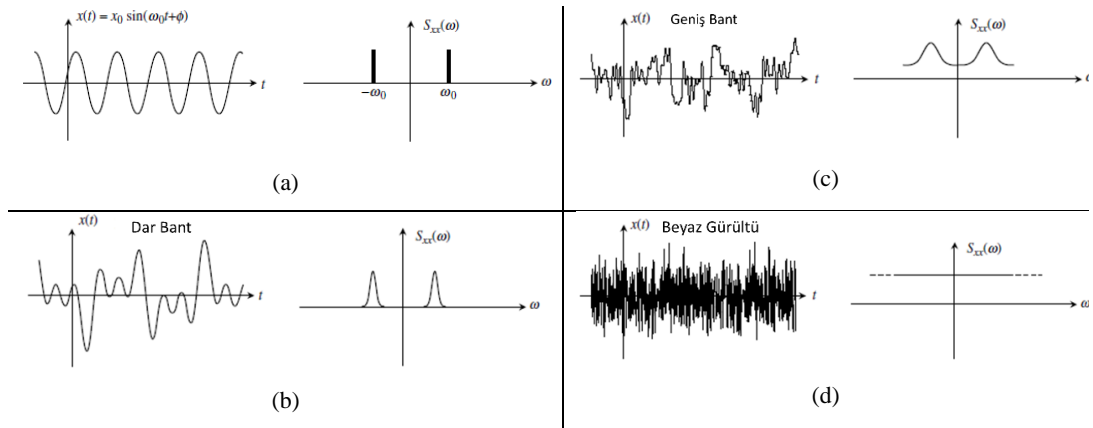 x(t) = x₀ sin(ω₀t+ϕ)
Sₓₓ(ω)
t
−ω₀
ω₀
ω
(a)
x(t)
Dar Bant
Sₓₓ(ω)
t
ω
(b)
x(t)
Geniş Bant
Sₓₓ(ω)
t
(c)
x(t)
Beyaz Gürültü
Sₓₓ(ω)
t
ω
(d)